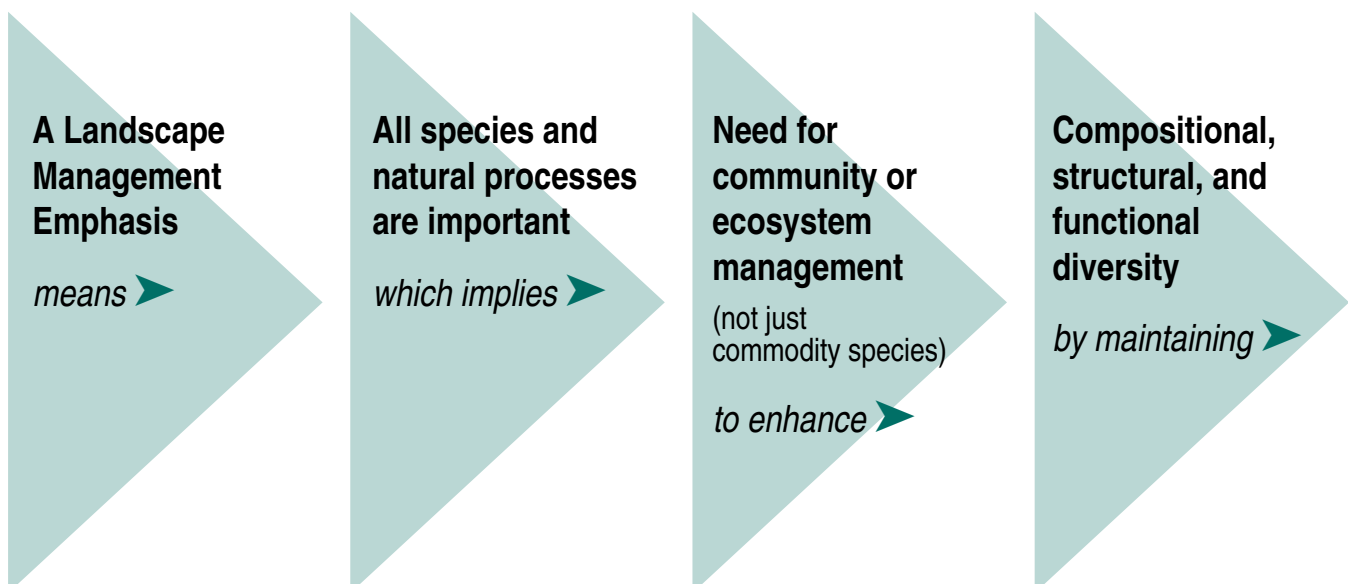 A Landscape
Management
Emphasis
means ➤
All species and
natural processes
are important
which implies ➤
Need for
community or
ecosystem
management
(not just
commodity species)
to enhance ➤
Compositional,
structural, and
functional
diversity
by maintaining ➤